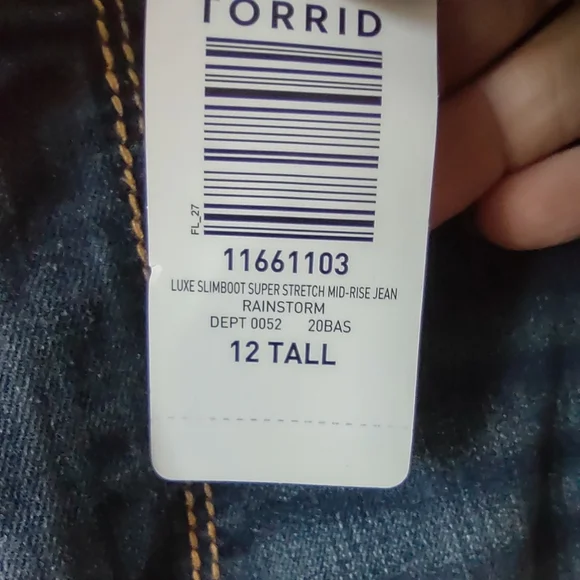 TORRID
FL_27
11661103
LUXE SLIMBOOT SUPER STRETCH MID-RISE JEAN
RAINSTORM
DEPT 0052 20BAS
12 TALL